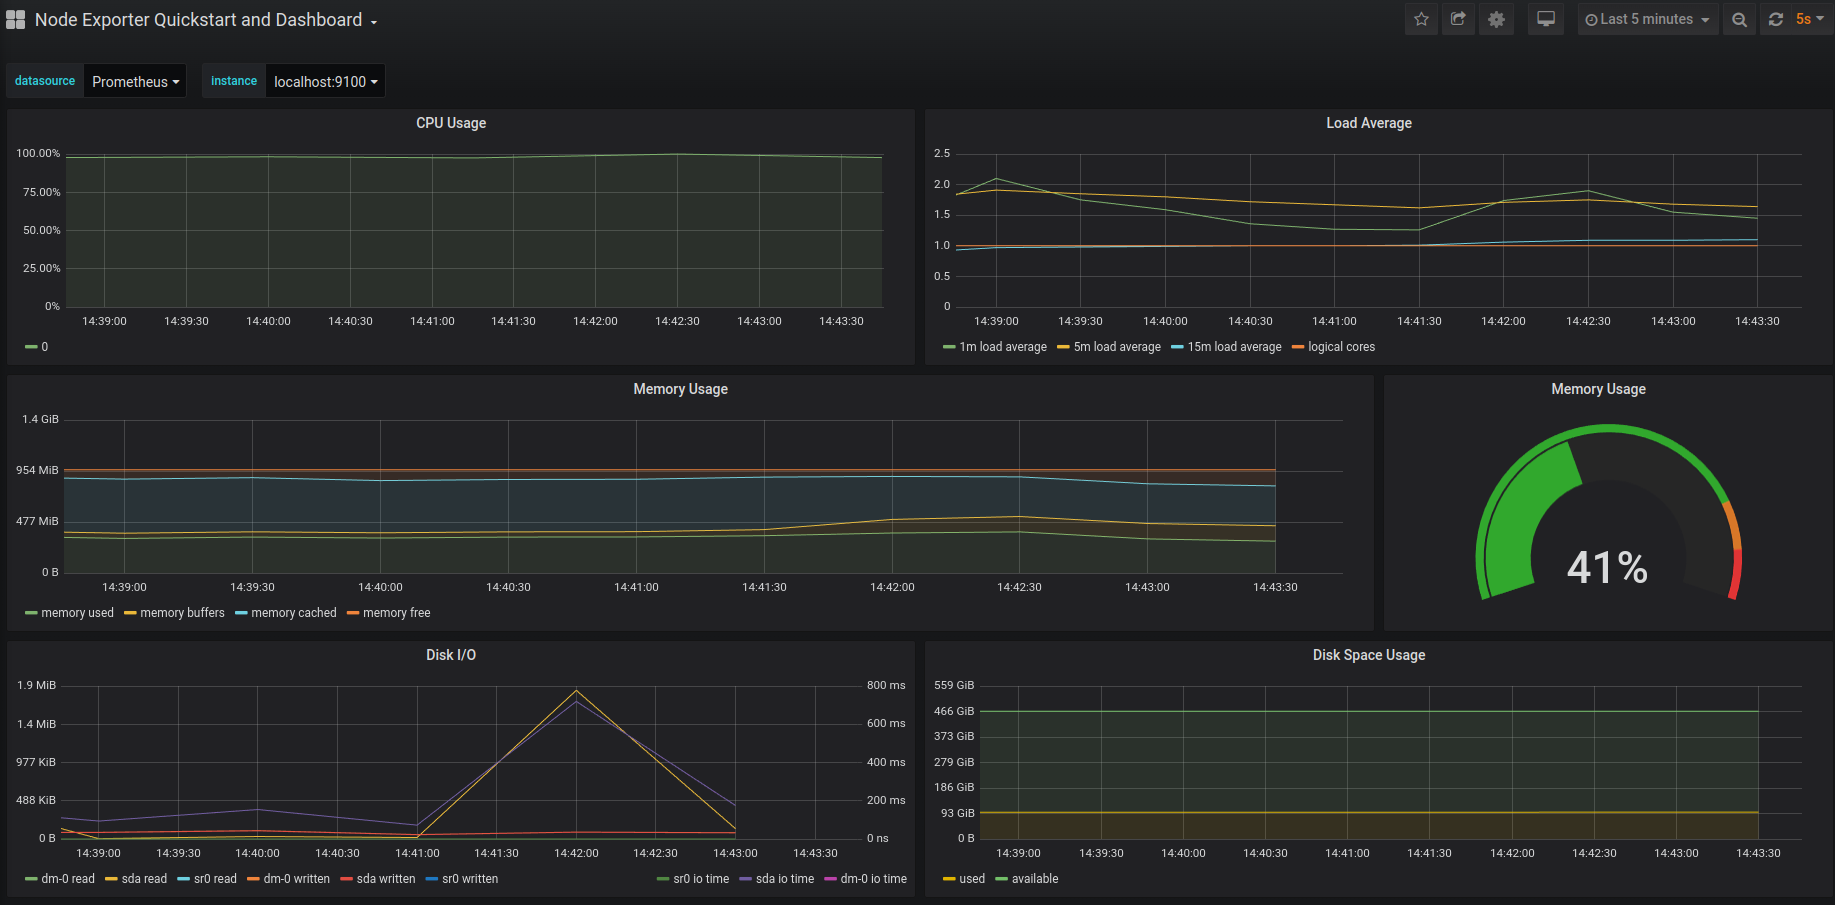 Node Exporter Quickstart and Dashboard
Last 5 minutes
5s
datasource Prometheus
instance localhost:9100
CPU Usage
100.00%
75.00%
50.00%
25.00%
0%
14:39:00 14:39:30 14:40:00 14:40:30 14:41:00 14:41:30 14:42:00 14:42:30 14:43:00 14:43:30
0
Load Average
2.5
2.0
1.5
1.0
0.5
0
14:39:00 14:39:30 14:40:00 14:40:30 14:41:00 14:41:30 14:42:00 14:42:30 14:43:00 14:43:30
1m load average 5m load average 15m load average logical cores
Memory Usage
1.4 GiB
954 MiB
477 MiB
0 B
14:39:00 14:39:30 14:40:00 14:40:30 14:41:00 14:41:30 14:42:00 14:42:30 14:43:00 14:43:30
memory used memory buffers memory cached memory free
Memory Usage
41%
Disk I/O
1.9 MiB
1.4 MiB
977 KiB
488 KiB
0 B
800 ms
600 ms
400 ms
200 ms
0 ns
14:39:00 14:39:30 14:40:00 14:40:30 14:41:00 14:41:30 14:42:00 14:42:30 14:43:00 14:43:30
dm-0 read sda read sr0 read dm-0 written sda written sr0 written sr0 io time sda io time dm-0 io time
Disk Space Usage
559 GiB
466 GiB
373 GiB
279 GiB
186 GiB
93 GiB
0 B
14:39:00 14:39:30 14:40:00 14:40:30 14:41:00 14:41:30 14:42:00 14:42:30 14:43:00 14:43:30
used available